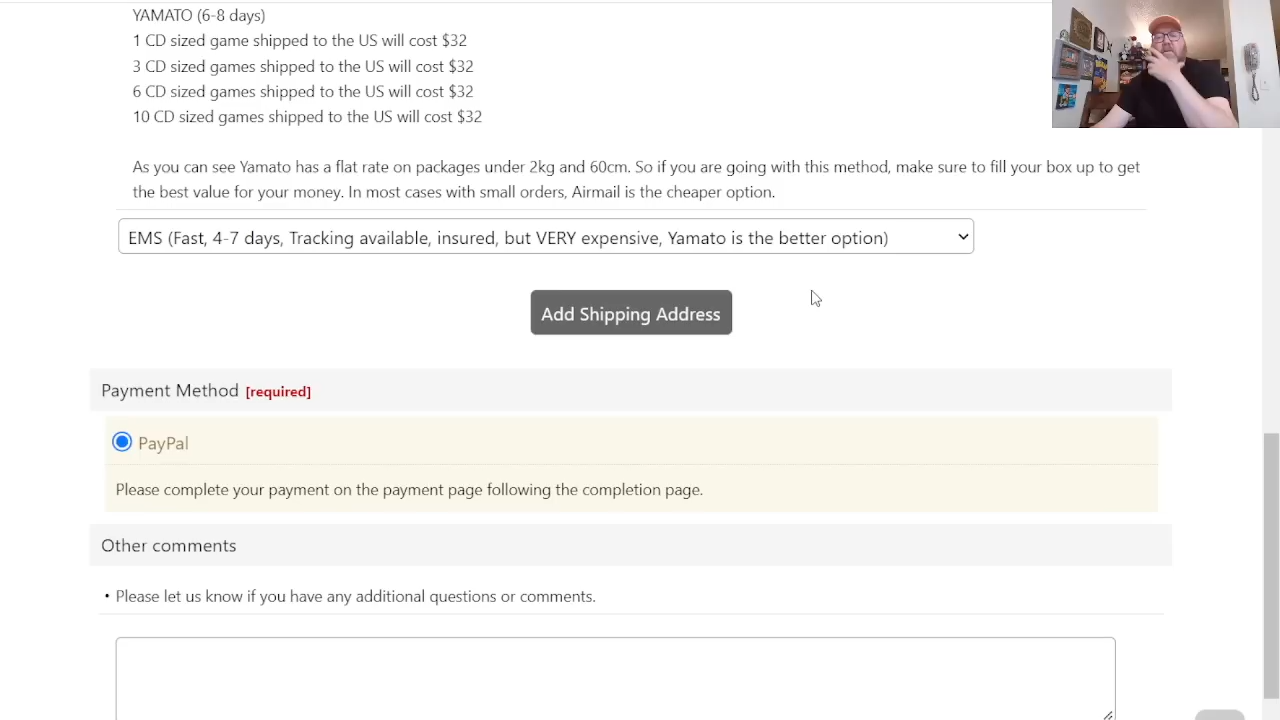 YAMATO (6-8 days)
1 CD sized game shipped to the US will cost $32
3 CD sized games shipped to the US will cost $32
6 CD sized games shipped to the US will cost $32
10 CD sized games shipped to the US will cost $32
As you can see Yamato has a flat rate on packages under 2kg and 60cm. So if you are going with this method, make sure to fill your box up to get
the best value for your money. In most cases with small orders, Airmail is the cheaper option.
EMS (Fast, 4-7 days, Tracking available, insured, but VERY expensive, Yamato is the better option)
Add Shipping Address
Payment Method [required]
PayPal
Please complete your payment on the payment page following the completion page.
Other comments
• Please let us know if you have any additional questions or comments.